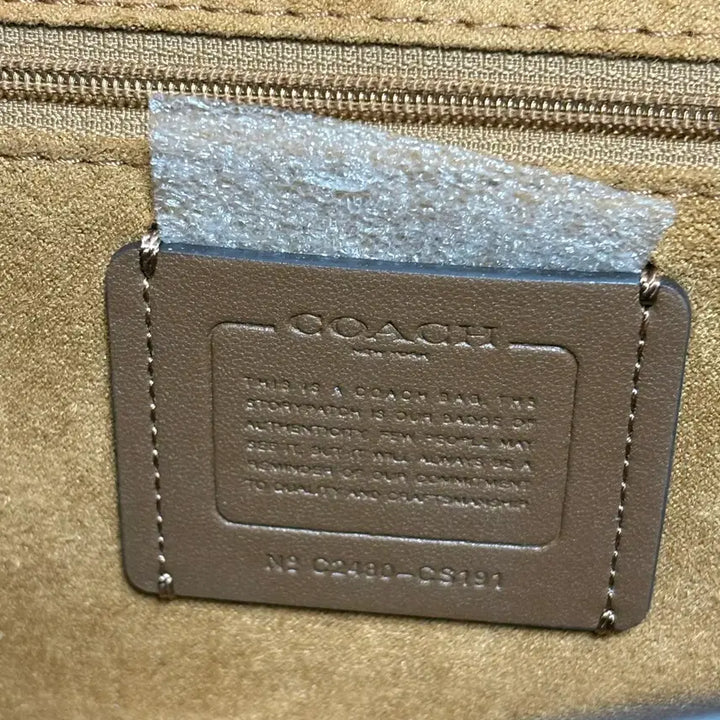 COACH
NEW YORK
THIS IS A COACH BAG. THE
STORYPATCH IS OUR BADGE OF
AUTHENTICITY. FEW PEOPLE MAY
SEE IT, BUT IT WILL ALWAYS BE A
REMINDER OF OUR COMMITMENT
TO QUALITY AND CRAFTSMANSHIP
Nº C2480-CS191